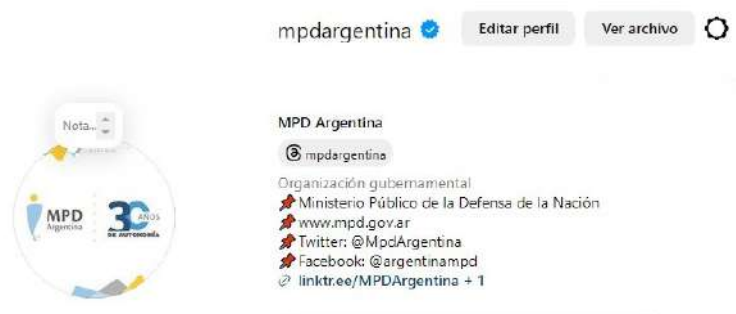 mpdargentina
Editar perfil
Ver archivo
Nota...
MPD Argentina
mpdargentina
Organización gubernamental
📌Ministerio Público de la Defensa de la Nación
📌www.mpd.gov.ar
📌Twitter: @MpdArgentina
📌Facebook: @argentinampd
linktr.ee/MPDArgentina + 1
MPD
Argentina
30 AÑOS
DE AUTONOMÍA